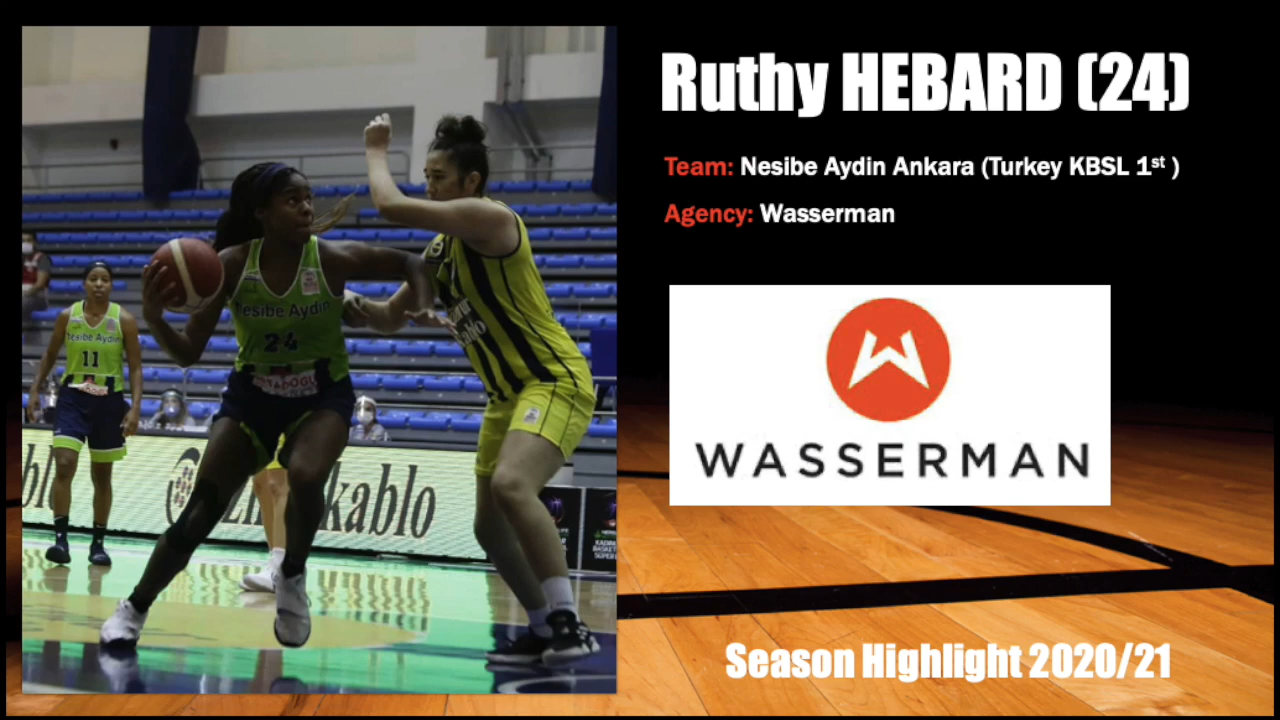 Ruthy HEBARD (24)
Team: Nesibe Aydin Ankara (Turkey KBSL 1st )
Agency: Wasserman
WASSERMAN
Season Highlight 2020/21
Nesibe Aydin
24
Nesibe Aydin
11
kablo